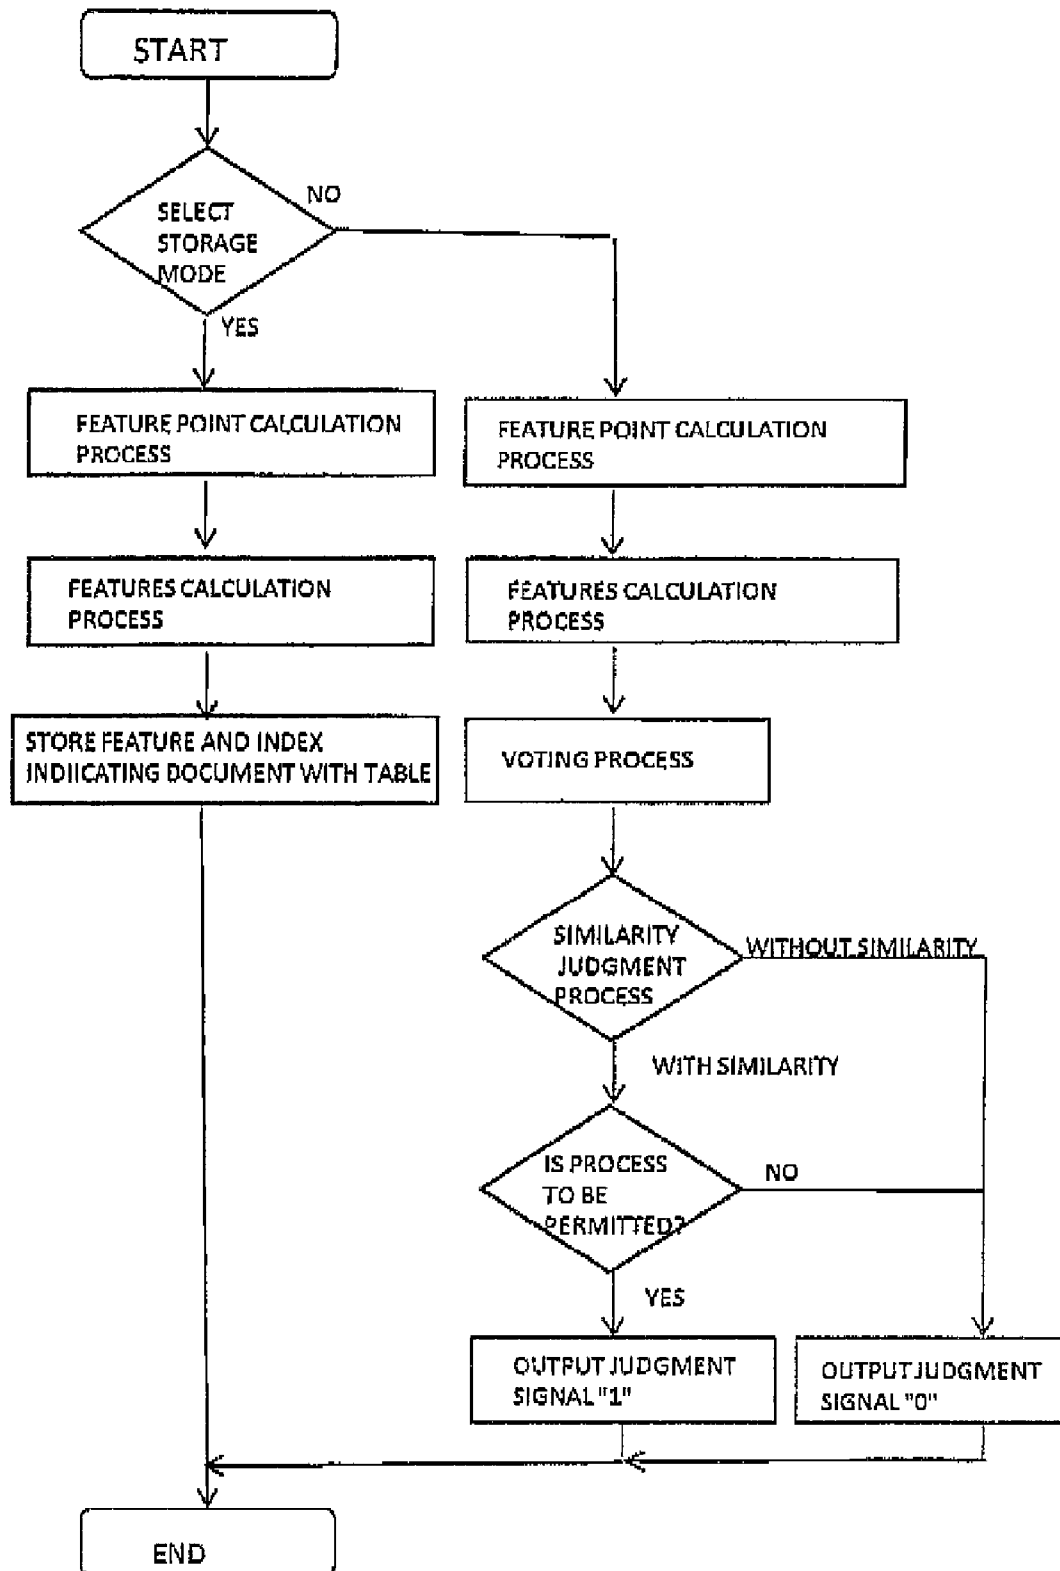 START
SELECT
STORAGE
MODE
NO
YES
FEATURE POINT CALCULATION
PROCESS
FEATURE POINT CALCULATION
PROCESS
FEATURES CALCULATION
PROCESS
FEATURES CALCULATION
PROCESS
STORE FEATURE AND INDEX
INDIICATING DOCUMENT WITH TABLE
VOTING PROCESS
SIMILARITY
JUDGMENT
PROCESS
WITHOUT SIMILARITY
WITH SIMILARITY
IS PROCESS
TO BE
PERMITTED?
NO
YES
OUTPUT JUDGMENT
SIGNAL "1"
OUTPUT JUDGMENT
SIGNAL "0"
END